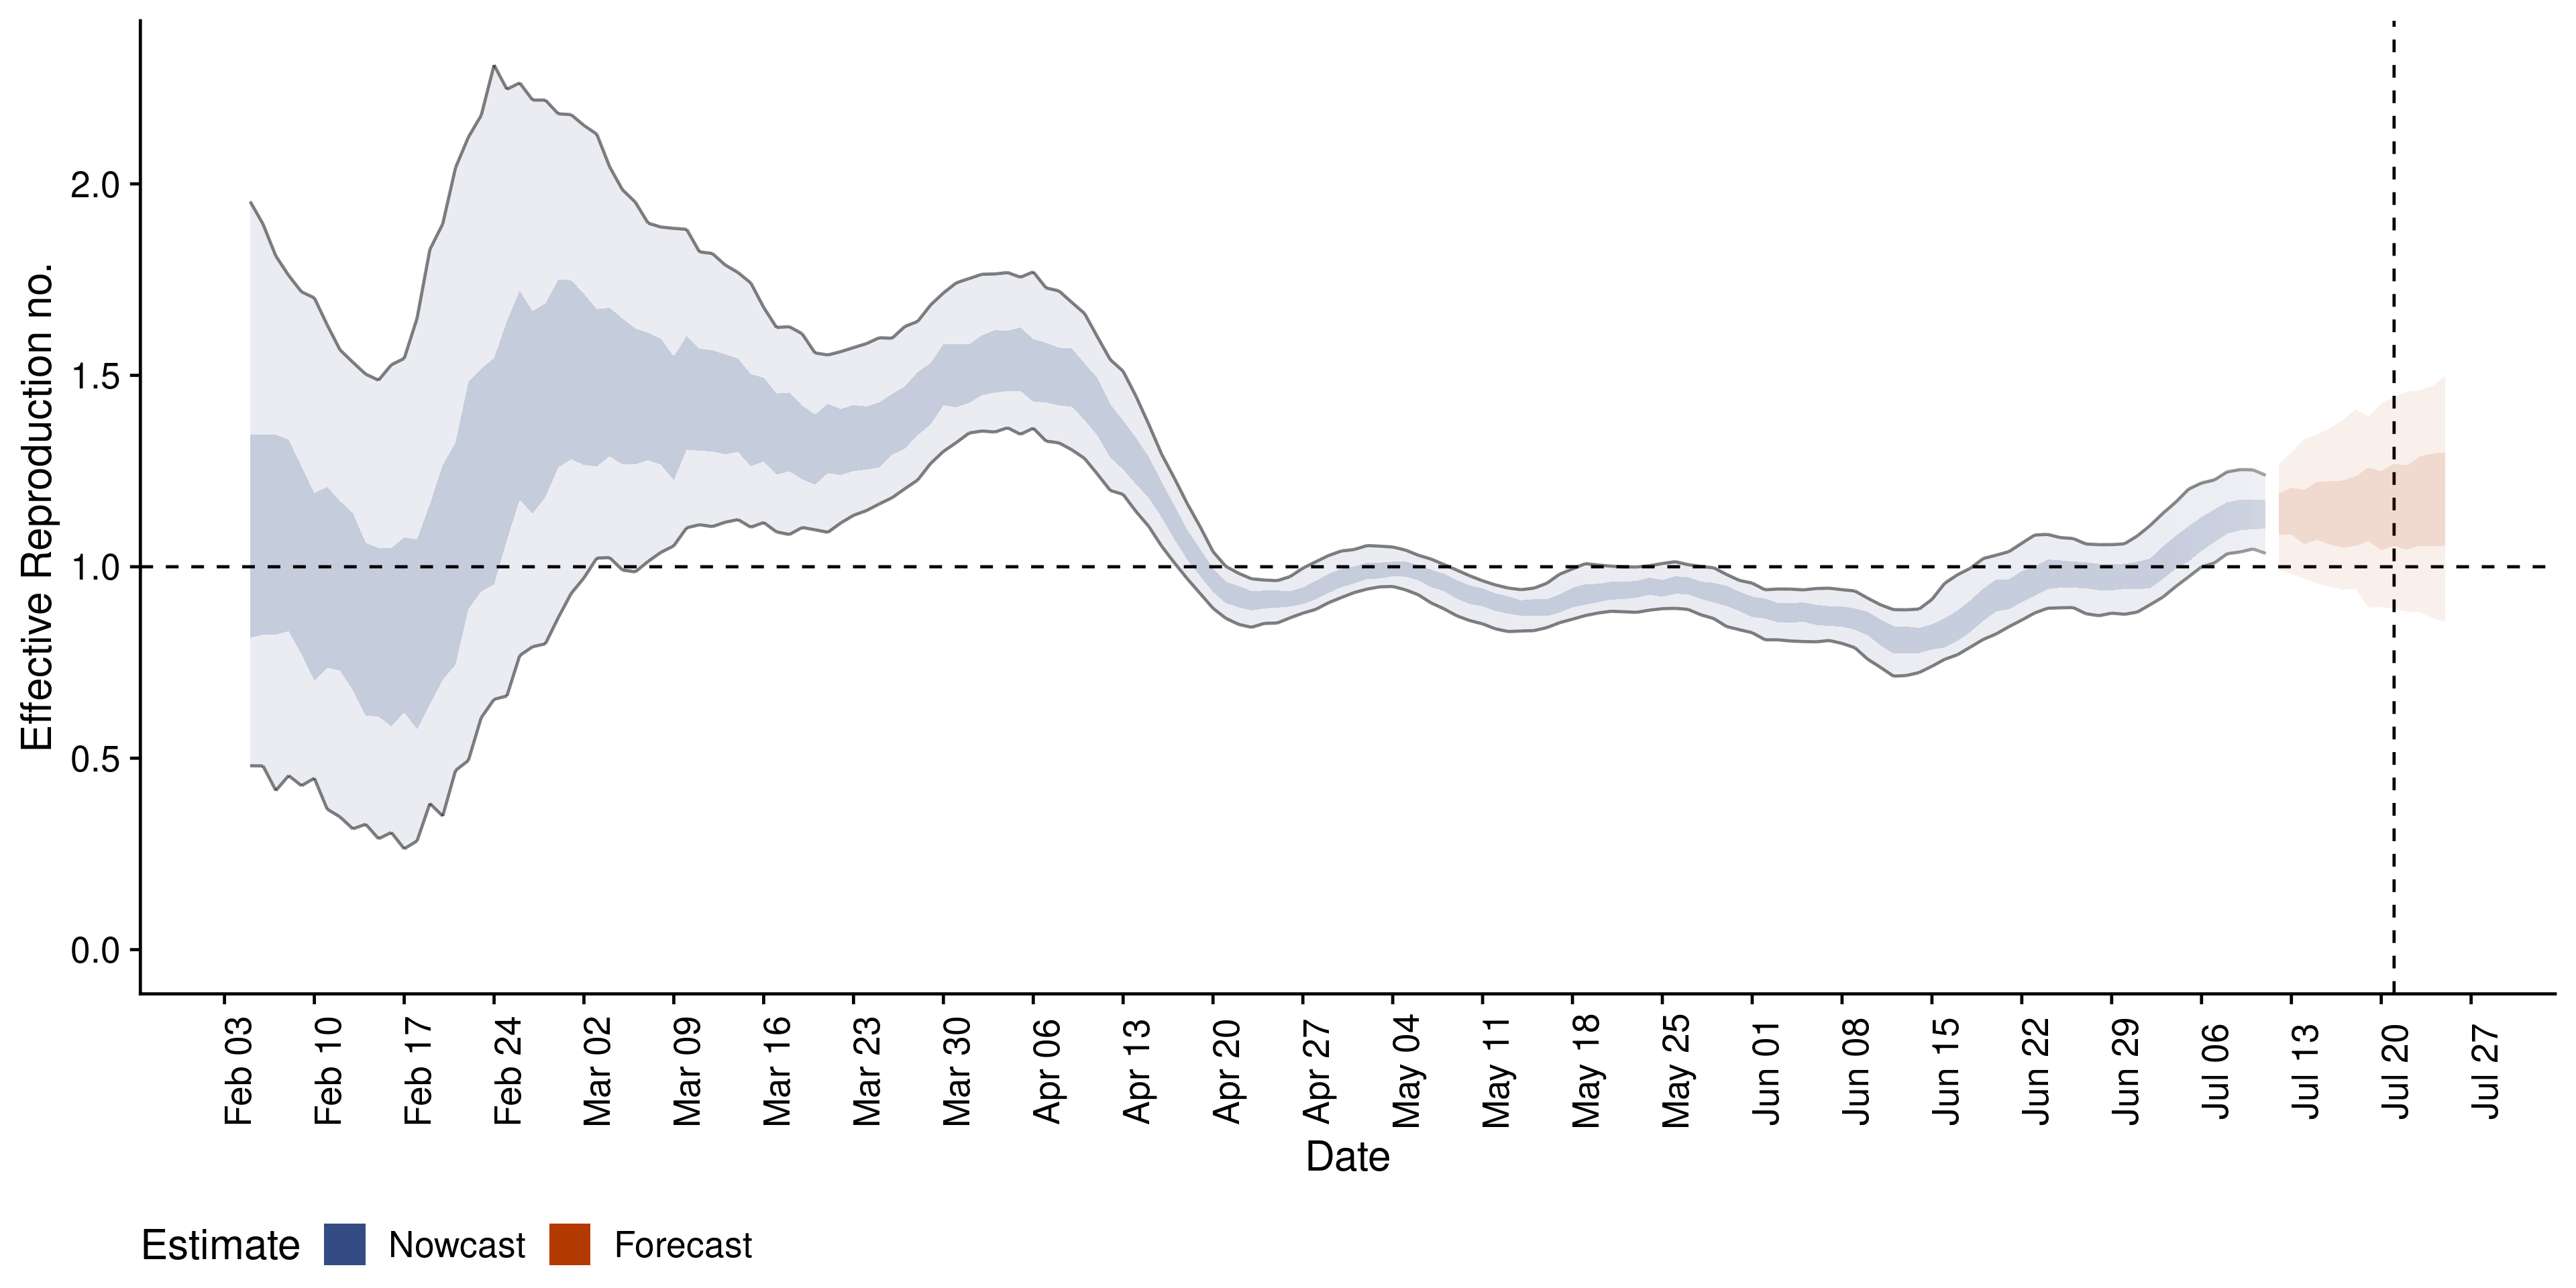 Effective Reproduction no.
2.0
1.5
1.0
0.5
0.0
Feb 03
Feb 10
Feb 17
Feb 24
Mar 02
Mar 09
Mar 16
Mar 23
Mar 30
Apr 06
Apr 13
Apr 20
Apr 27
May 04
May 11
May 18
May 25
Jun 01
Jun 08
Jun 15
Jun 22
Jun 29
Jul 06
Jul 13
Jul 20
Jul 27
Date
Estimate Nowcast Forecast